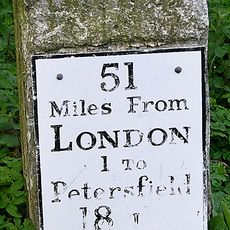 51
Miles From
LONDON
1 To
Petersfield
18